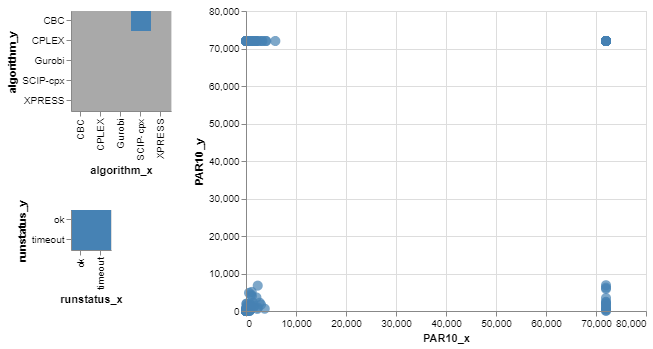 algorithm_y
CBC
CPLEX
Gurobi
SCIP-cpx
XPRESS
CBC
CPLEX
Gurobi
SCIP-cpx
XPRESS
algorithm_x
runstatus_y
ok
timeout
ok
timeout
runstatus_x
PAR10_y
80,000
70,000
60,000
50,000
40,000
30,000
20,000
10,000
0
0
10,000
20,000
30,000
40,000
50,000
60,000
70,000
80,000
PAR10_x